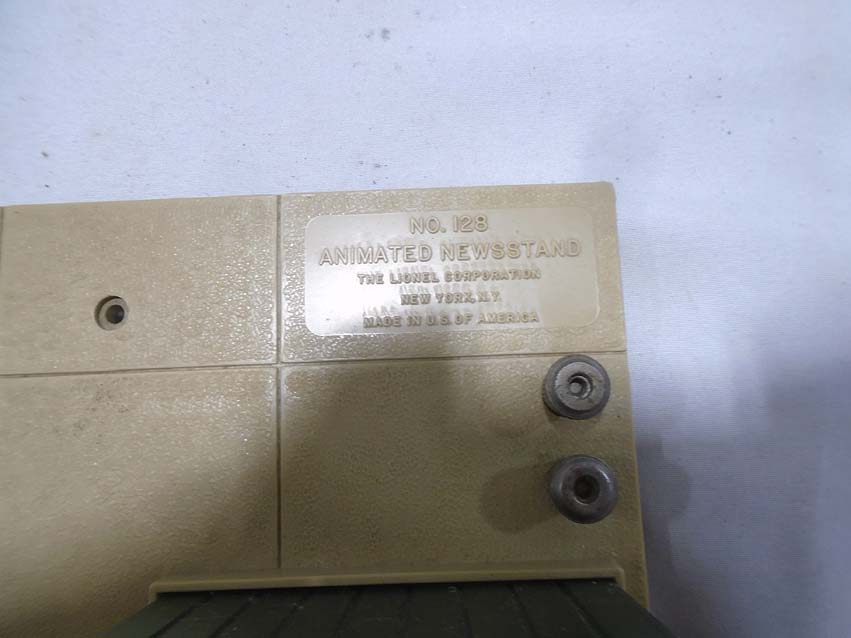 NO. 128
ANIMATED NEWSSTAND
THE LIONEL CORPORATION
NEW YORK, N.Y.
MADE IN U.S. OF AMERICA